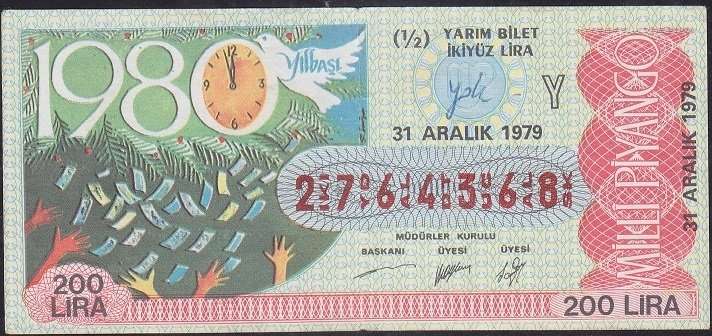 1980
Yılbaşı
(½) YARIM BİLET
İKİYÜZ LİRA
yok
Y
31 ARALIK 1979
2 7 6 4 3 6 8
MÜDÜRLER KURULU
BAŞKANI ÜYESİ ÜYESİ
200
LİRA
200 LİRA
MİLLİ PİYANGO
31 ARALIK 1979